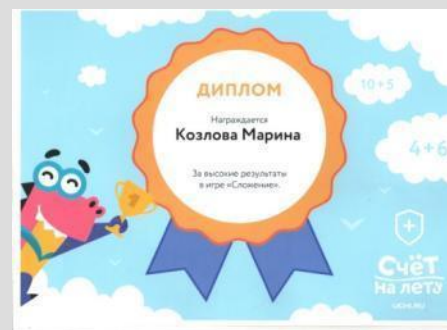 ДИПЛОМ
10+5
Награждается
Козлова Марина
4+6
За высокие результаты
в игре «Сложение».
Счёт
на лету
UCHI.RU